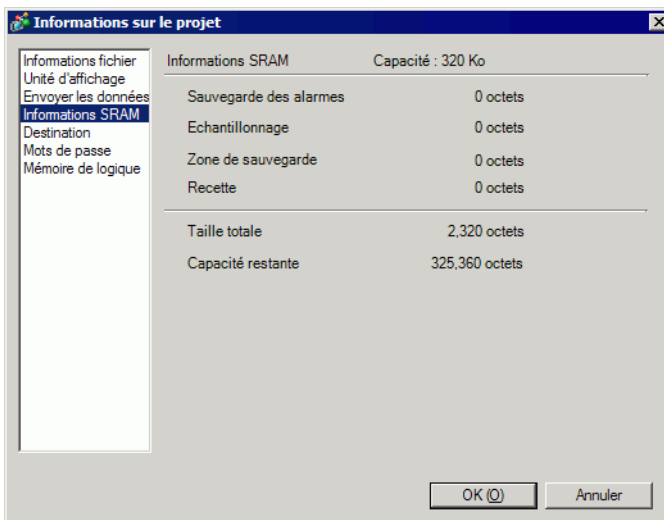 Informations sur le projet
Informations fichier
Unité d'affichage
Envoyer les données
Informations SRAM
Destination
Mots de passe
Mémoire de logique
Informations SRAM Capacité : 320 Ko
Sauvegarde des alarmes 0 octets
Echantillonnage 0 octets
Zone de sauvegarde 0 octets
Recette 0 octets
Taille totale 2,320 octets
Capacité restante 325,360 octets
OK (O) Annuler